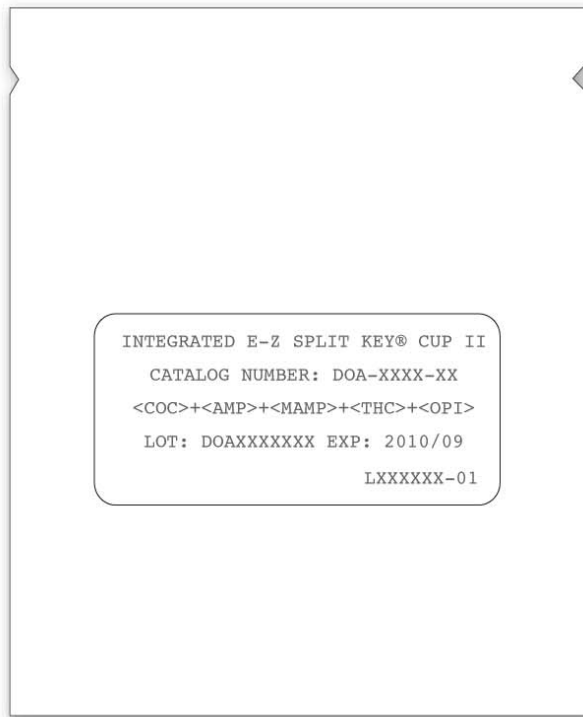 INTEGRATED E-Z SPLIT KEY® CUP II
CATALOG NUMBER: DOA-XXXX-XX
<COC>+<AMP>+<MAMP>+<THC>+<OPI>
LOT: DOAXXXXXXX EXP: 2010/09
LXXXXXX-01